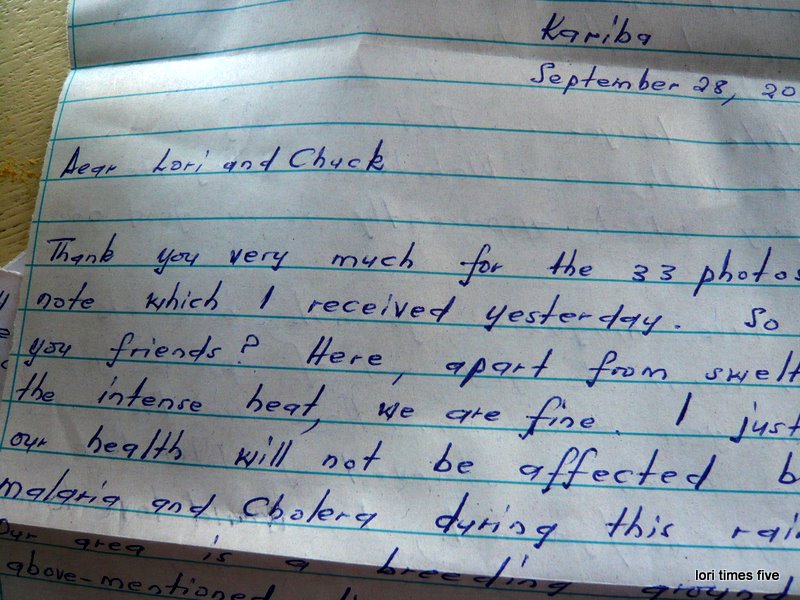 Kariba
September 28, 20
Dear Lori and Chuck
Thank you very much for the 33 photos
note which I received yesterday. So
you friends? Here, apart from swelt
the intense heat, we are fine. I just
our health will not be affected b
malaria and Cholera during this rai
Our area is a breeding ground
above-mentioned
lori times five